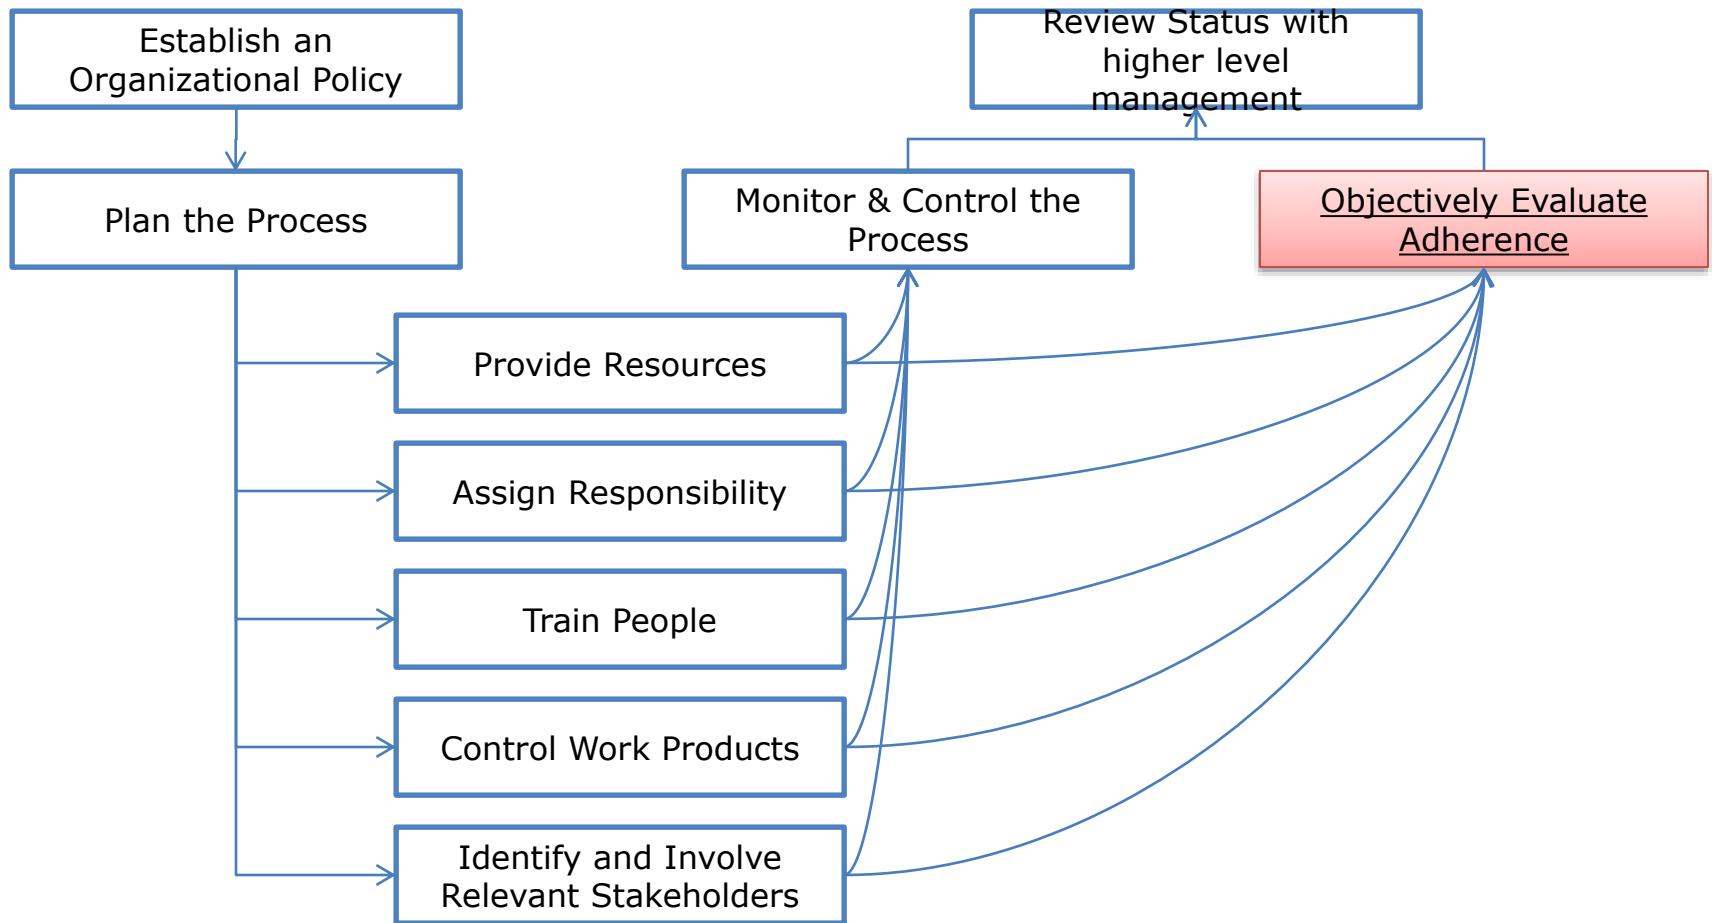 Establish an
Organizational Policy
Review Status with
higher level
management
Plan the Process
Monitor & Control the
Process
Objectively Evaluate
Adherence
Provide Resources
Assign Responsibility
Train People
Control Work Products
Identify and Involve
Relevant Stakeholders